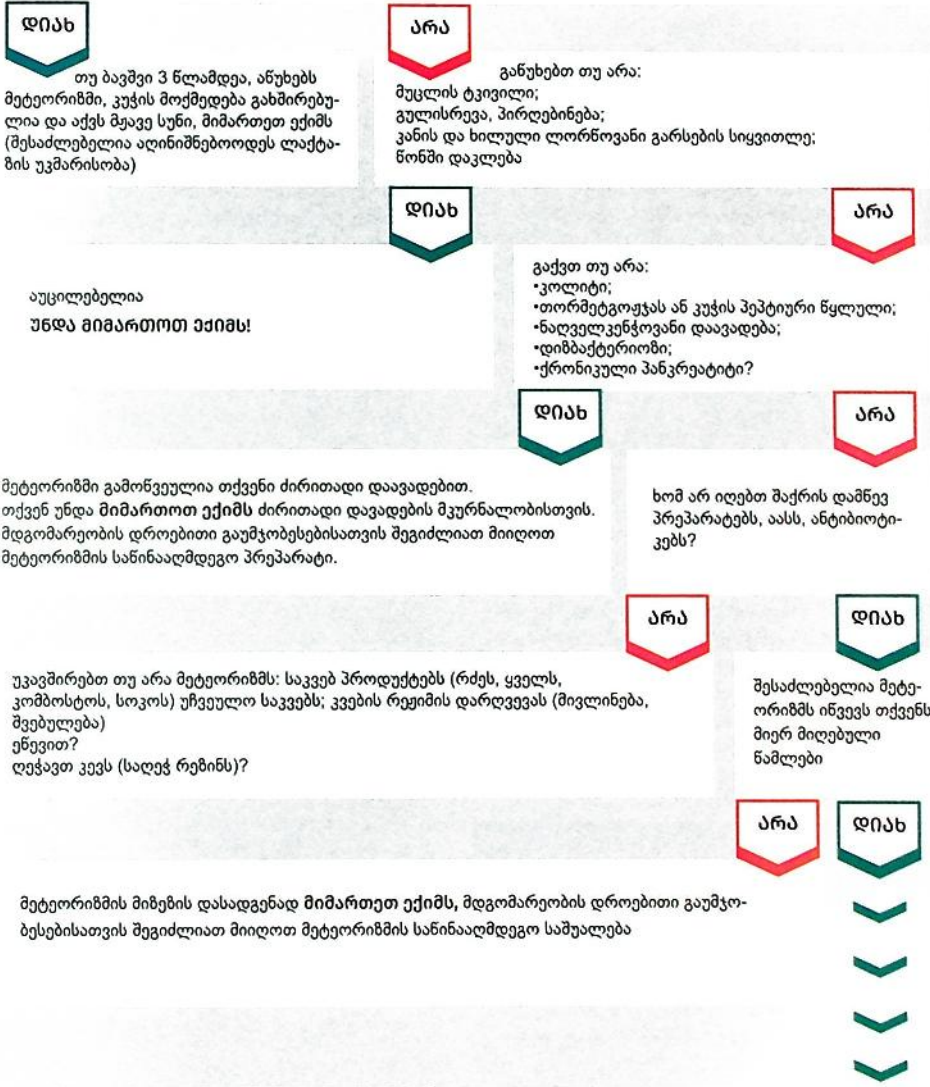 დიახ
არა
თუ ბავშვი 3 წლამდეა, აწუხებს
მეტეორიზმი, კუჭის მოქმედება გახშირებუ-
ლია და აქვს მჟავე სუნი, მიმართეთ ექიმს
(შესაძლებელია აღინიშნებოოდეს ლაქტა-
ზის უკმარისობა)
გაწუხებთ თუ არა:
მუცლის ტკივილი;
გულისრევა, პირღებინება;
კანის და ხილული ლორწოვანი გარსების სიყვითლე;
წონში დაკლება
დიახ
არა
აუცილებელია
უნდა მიმართოთ ექიმს!
გაქვთ თუ არა:
•კოლიტი;
•თორმეტგოჟჯას ან კუჭის პეპტიური წყლული;
•ნაღველკენჭოვანი დაავადება;
•დიზბაქტერიოზი;
•ქრონიკული პანკრეატიტი?
დიახ
არა
მეტეორიზმი გამოწვეულია თქვენი ძირითადი დაავადებით.
თქვენ უნდა მიმართოთ ექიმს ძირითადი დავადების მკურნალობისთვის.
მდგომარეობის დროებითი გაუმჯობესებისათვის შეგიძლიათ მიიღოთ
მეტეორიზმის საწინააღმდეგო პრეპარატი.
ხომ არ იღებთ შაქრის დამწევ
პრეპარატებს, აასს, ანტიბიოტი-
კებს?
არა
დიახ
უკავშირებთ თუ არა მეტეორიზმს: საკვებ პროდუქტებს (რძეს, ყველს,
კომბოსტოს, სოკოს) უჩვეულო საკვებს; კვების რეჟიმის დარღვევას (მივლინება,
შვებულება)
ეწევით?
ღეჭავთ კევს (საღეჭ რეზინს)?
შესაძლებელია მეტე-
ორიზმს იწვევს თქვენს
მიერ მიღებული
წამლები
არა
დიახ
მეტეორიზმის მიზეზის დასადგენად მიმართეთ ექიმს, მდგომარეობის დროებითი გაუმჯო-
ბესებისათვის შეგიძლიათ მიიღოთ მეტეორიზმის საწინააღმდეგო საშუალება